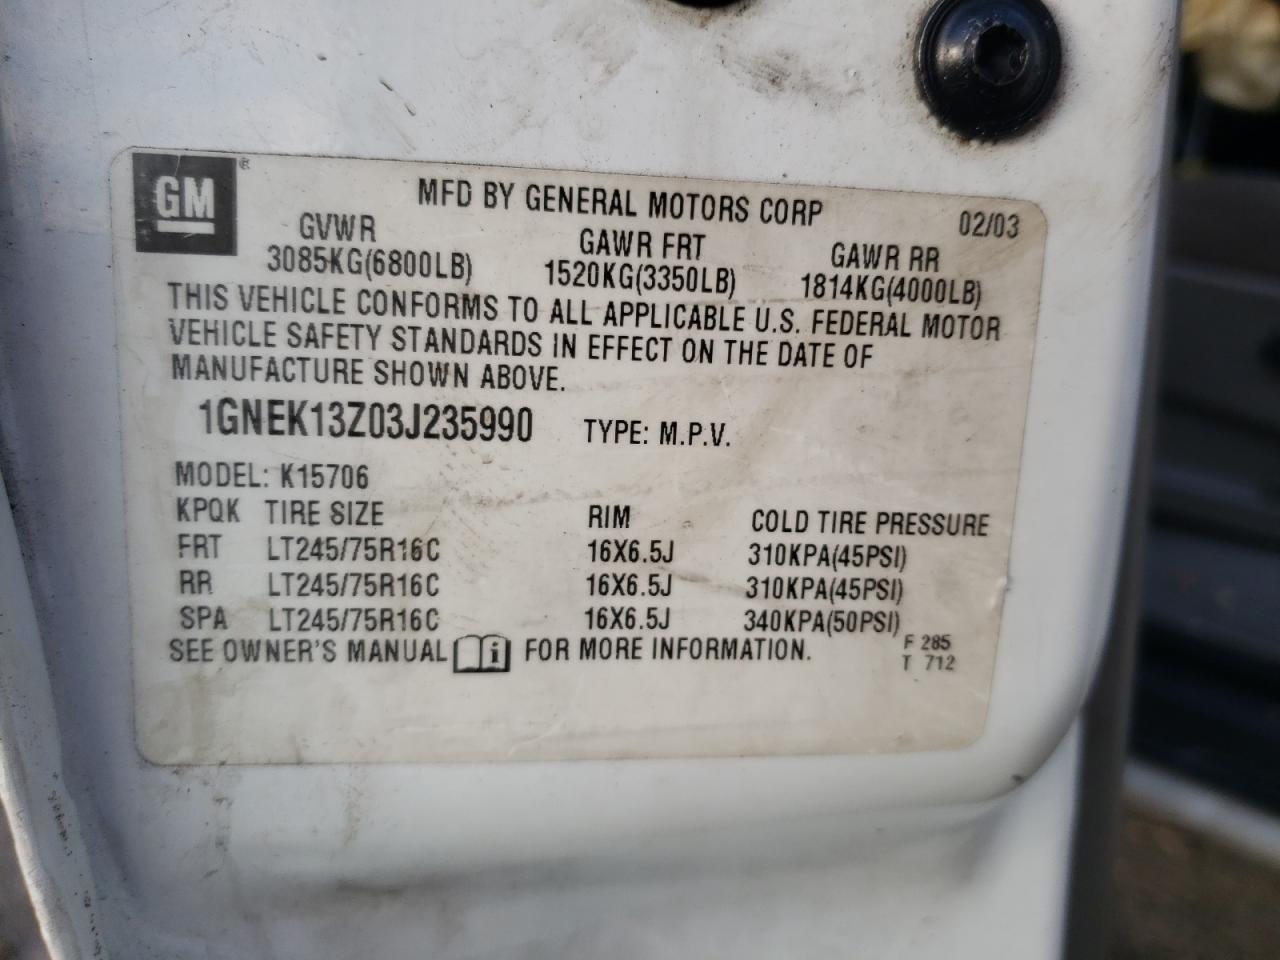 GM ®
MFD BY GENERAL MOTORS CORP 02/03
GVWR GAWR FRT GAWR RR
3085KG(6800LB) 1520KG(3350LB) 1814KG(4000LB)
THIS VEHICLE CONFORMS TO ALL APPLICABLE U.S. FEDERAL MOTOR
VEHICLE SAFETY STANDARDS IN EFFECT ON THE DATE OF
MANUFACTURE SHOWN ABOVE.
1GNEK13Z03J235990 TYPE: M.P.V.
MODEL: K15706
KPQK TIRE SIZE RIM COLD TIRE PRESSURE
FRT LT245/75R16C 16X6.5J 310KPA(45PSI)
RR LT245/75R16C 16X6.5J 310KPA(45PSI)
SPA LT245/75R16C 16X6.5J 340KPA(50PSI)
SEE OWNER'S MANUAL i FOR MORE INFORMATION. F 285
T 712